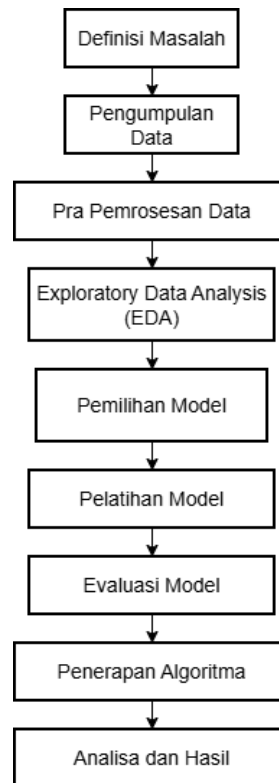 Definisi Masalah
Pengumpulan
Data
Pra Pemrosesan Data
Exploratory Data Analysis
(EDA)
Pemilihan Model
Pelatihan Model
Evaluasi Model
Penerapan Algoritma
Analisa dan Hasil